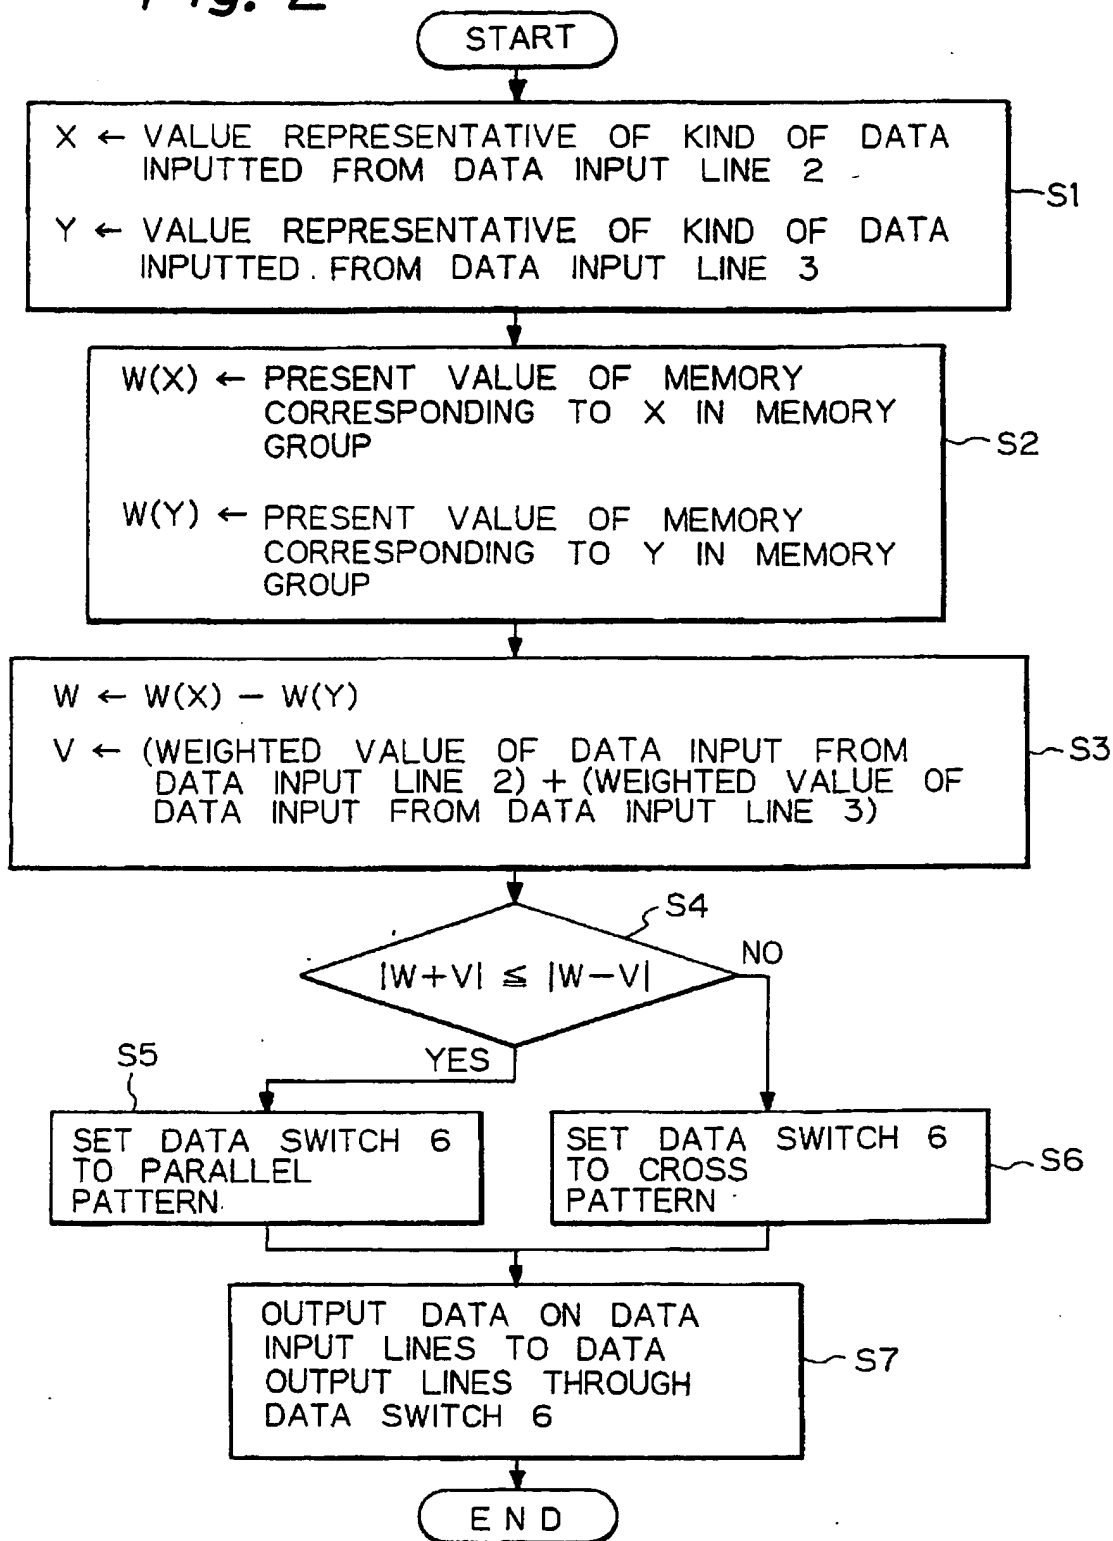 Fig. 2
START
X ← VALUE REPRESENTATIVE OF KIND OF DATA
INPUTTED FROM DATA INPUT LINE 2
Y ← VALUE REPRESENTATIVE OF KIND OF DATA
INPUTTED FROM DATA INPUT LINE 3
S1
W(X) ← PRESENT VALUE OF MEMORY
CORRESPONDING TO X IN MEMORY
GROUP
W(Y) ← PRESENT VALUE OF MEMORY
CORRESPONDING TO Y IN MEMORY
GROUP
S2
W ← W(X) − W(Y)
V ← (WEIGHTED VALUE OF DATA INPUT FROM
DATA INPUT LINE 2) + (WEIGHTED VALUE OF
DATA INPUT FROM DATA INPUT LINE 3)
S3
S4
|W+V| ≦ |W−V|
NO
YES
S5
SET DATA SWITCH 6
TO PARALLEL
PATTERN
SET DATA SWITCH 6
TO CROSS
PATTERN
S6
OUTPUT DATA ON DATA
INPUT LINES TO DATA
OUTPUT LINES THROUGH
DATA SWITCH 6
S7
END